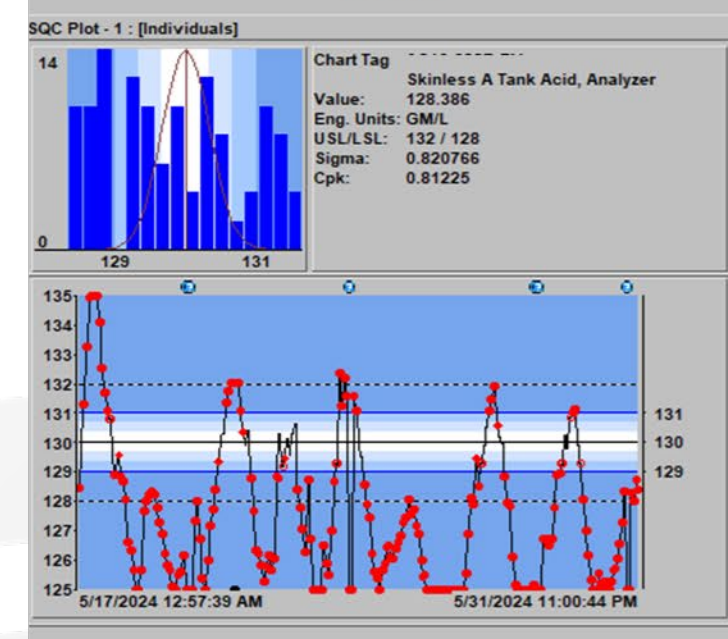 SQC Plot - 1 : [Individuals]
14
0
129 131
Chart Tag
Skinless A Tank Acid, Analyzer
Value: 128.386
Eng. Units: GM/L
USL/LSL: 132 / 128
Sigma: 0.820766
Cpk: 0.81225
135
134
133
132
131 131
130 130
129 129
128
127
126
125
5/17/2024 12:57:39 AM 5/31/2024 11:00:44 PM